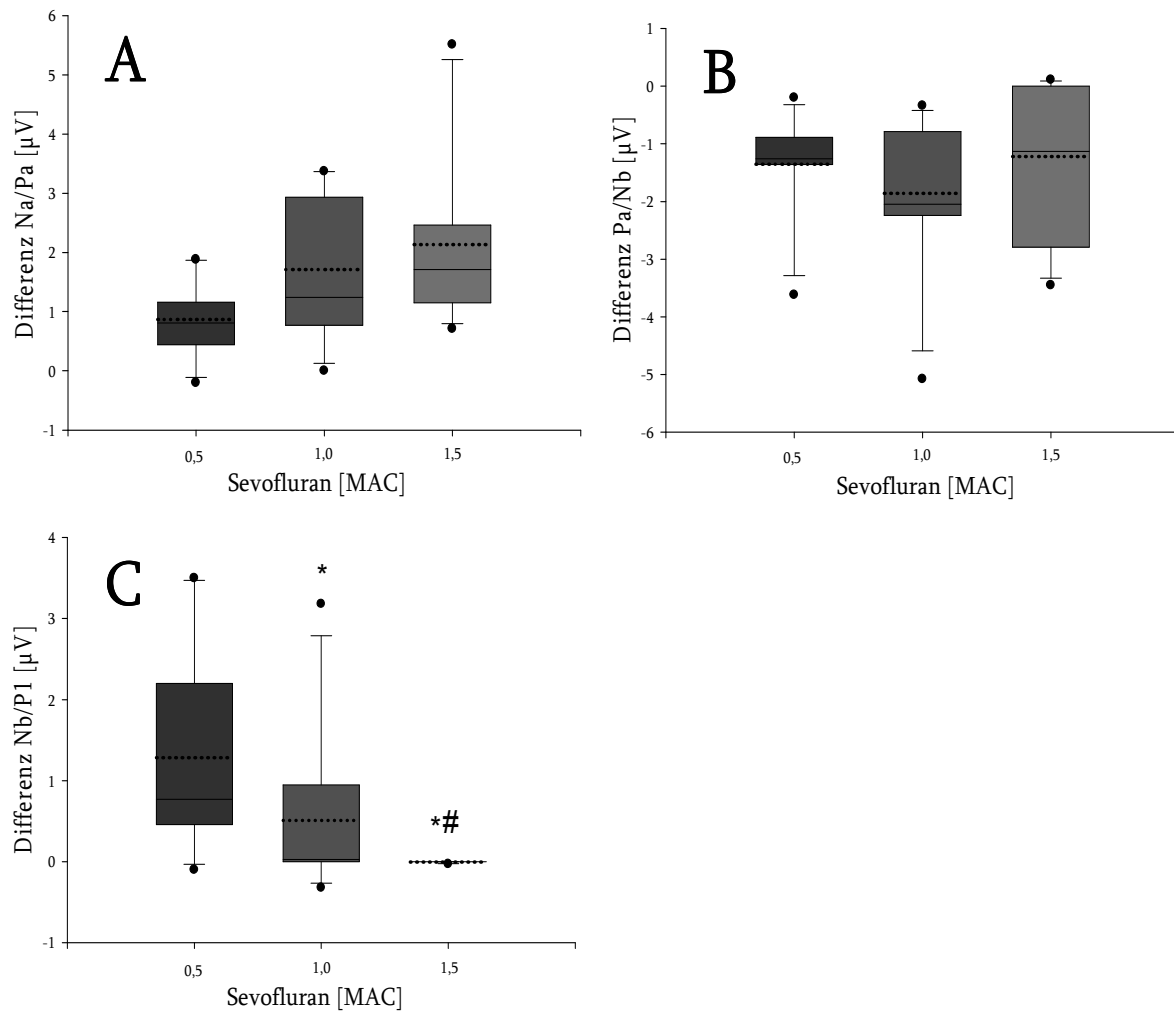 A
Differenz Na/Pa [µV]
6
5
4
3
2
1
0
-1
0,5 1,0 1,5
Sevofluran [MAC]
B
Differenz Pa/Nb [µV]
1
0
-1
-2
-3
-4
-5
-6
0,5 1,0 1,5
Sevofluran [MAC]
C
Differenz Nb/P1 [µV]
4
3
2
1
0
-1
*
*#
0,5 1,0 1,5
Sevofluran [MAC]